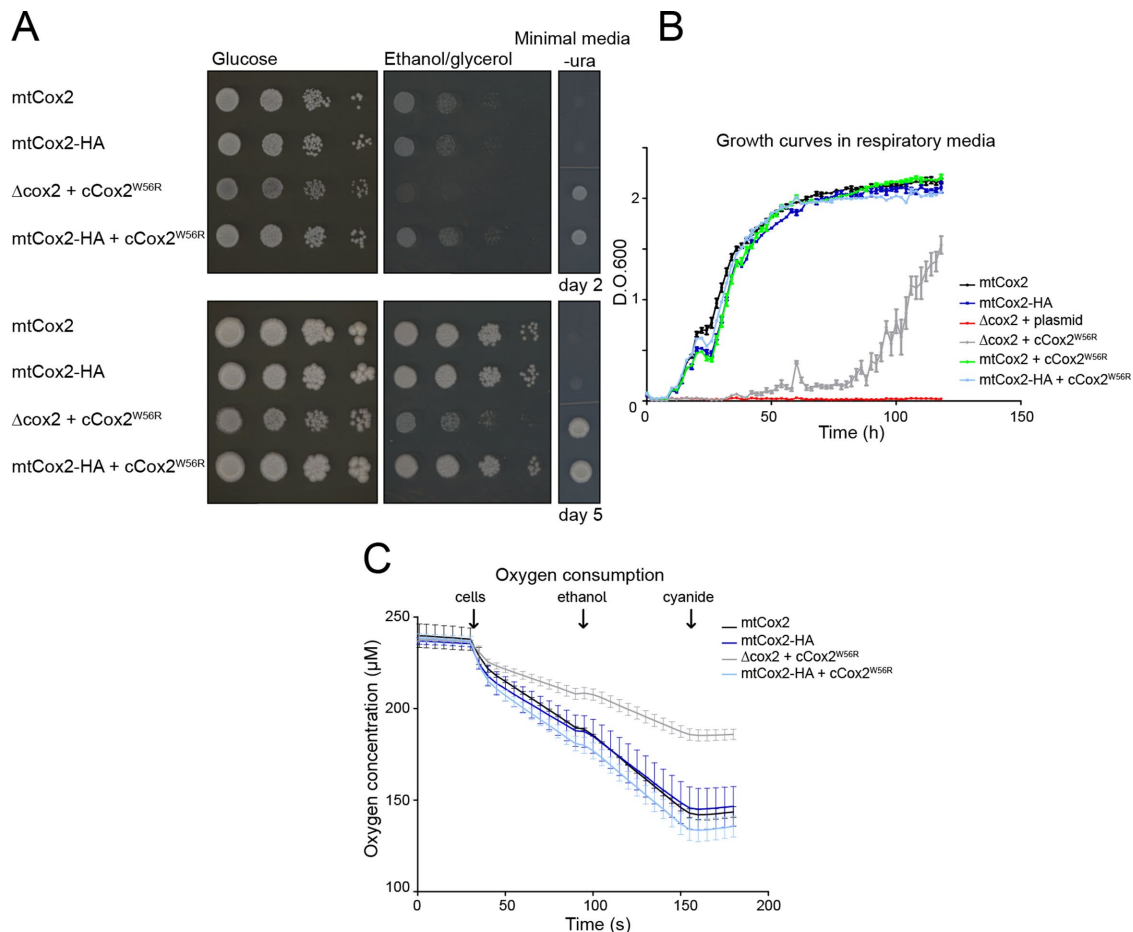 A
Minimal media
Glucose
Ethanol/glycerol
-ura
mtCox2
mtCox2-HA
Δcox2 + cCox2W56R
mtCox2-HA + cCox2W56R
day 2
mtCox2
mtCox2-HA
Δcox2 + cCox2W56R
mtCox2-HA + cCox2W56R
day 5
B
Growth curves in respiratory media
2
1
0
D.O.600
0
50
100
150
Time (h)
mtCox2
mtCox2-HA
Δcox2 + plasmid
Δcox2 + cCox2W56R
mtCox2 + cCox2W56R
mtCox2-HA + cCox2W56R
C
Oxygen consumption
cells
ethanol
cyanide
250
200
150
100
Oxygen concentration (µM)
0
50
100
150
200
Time (s)
mtCox2
mtCox2-HA
Δcox2 + cCox2W56R
mtCox2-HA + cCox2W56R